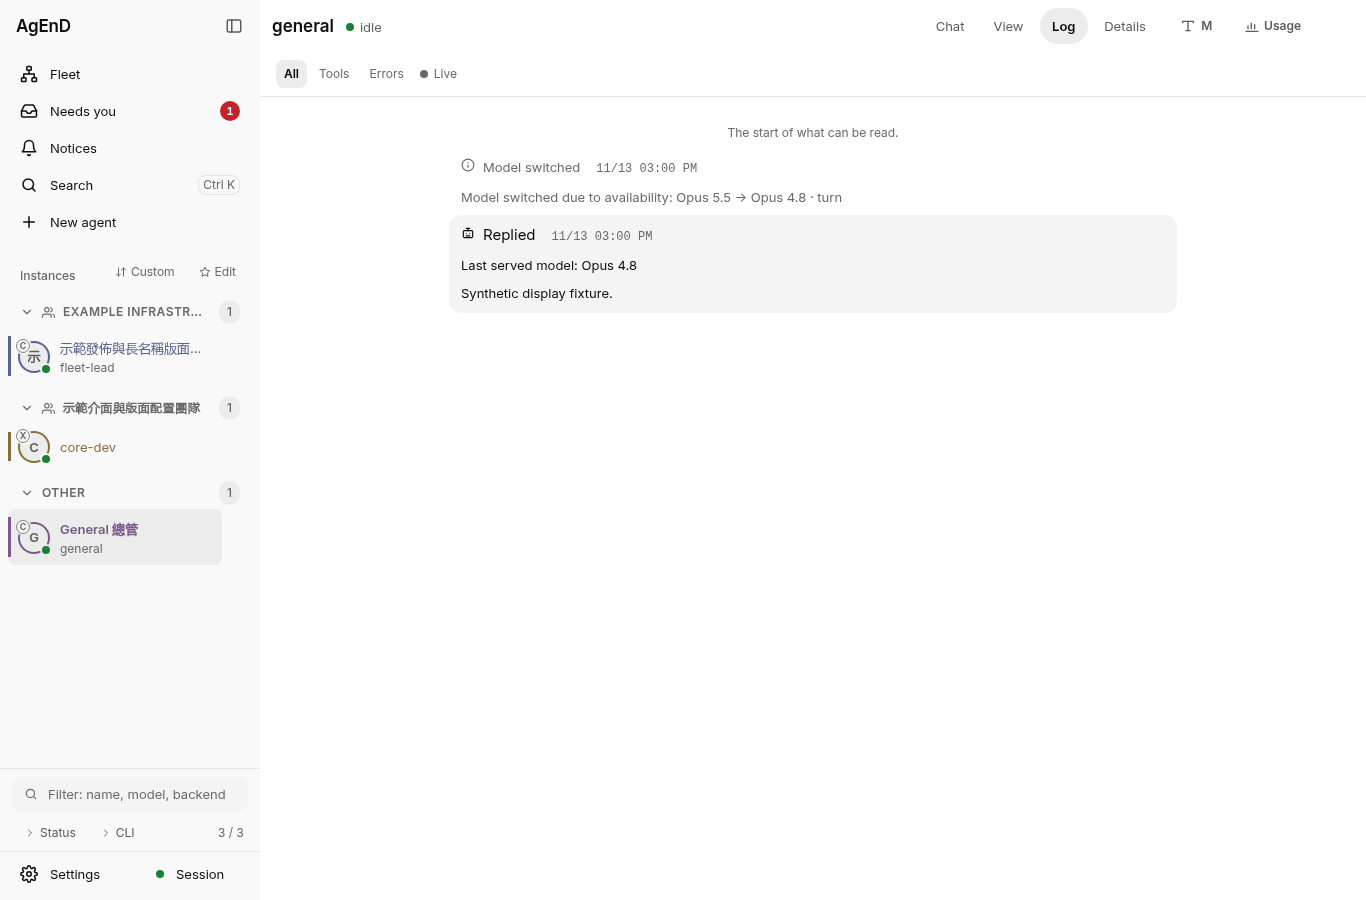 AgEnD
Fleet
Needs you 1
Notices
Search Ctrl K
New agent
Instances Custom Edit
EXAMPLE INFRASTR... 1
C 示 示範發佈與長名稱版面...
fleet-lead
示範介面與版面配置團隊 1
X C core-dev
OTHER 1
C G General 總管
general
Filter: name, model, backend
Status CLI 3 / 3
Settings Session
general idle Chat View Log Details M Usage
All Tools Errors Live
The start of what can be read.
Model switched 11/13 03:00 PM
Model switched due to availability: Opus 5.5 → Opus 4.8 · turn
Replied 11/13 03:00 PM
Last served model: Opus 4.8
Synthetic display fixture.